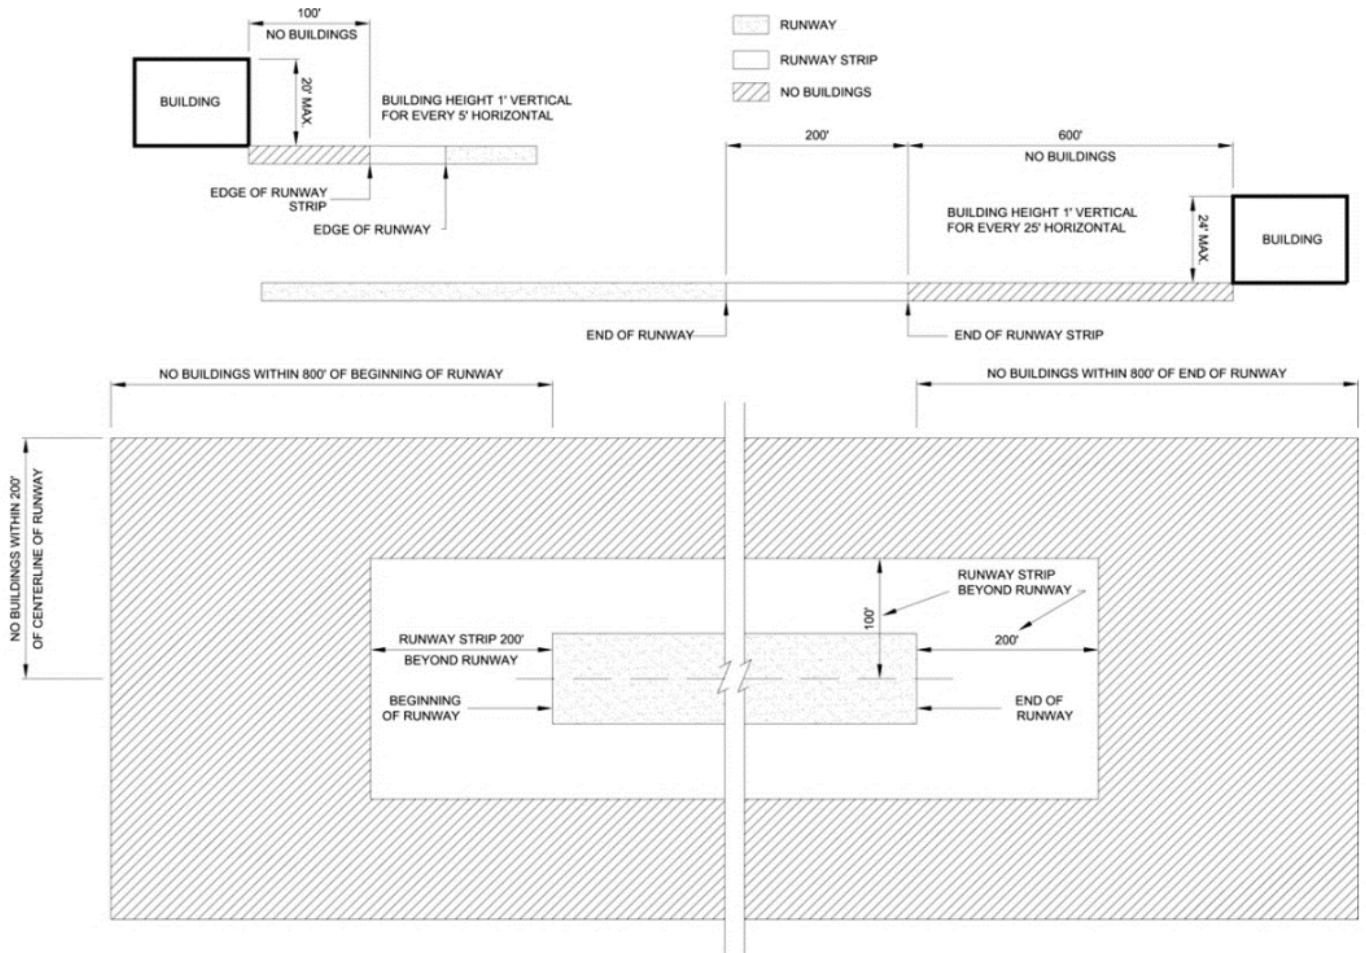 100'
NO BUILDINGS
BUILDING
20' MAX.
BUILDING HEIGHT 1' VERTICAL
FOR EVERY 5' HORIZONTAL
EDGE OF RUNWAY
STRIP
EDGE OF RUNWAY
RUNWAY
RUNWAY STRIP
NO BUILDINGS
200'
600'
NO BUILDINGS
BUILDING HEIGHT 1' VERTICAL
FOR EVERY 25' HORIZONTAL
24' MAX.
BUILDING
END OF RUNWAY
END OF RUNWAY STRIP
NO BUILDINGS WITHIN 800' OF BEGINNING OF RUNWAY
NO BUILDINGS WITHIN 800' OF END OF RUNWAY
NO BUILDINGS WITHIN 200'
OF CENTERLINE OF RUNWAY
RUNWAY STRIP
BEYOND RUNWAY
100'
200'
RUNWAY STRIP 200'
BEYOND RUNWAY
BEGINNING
OF RUNWAY
END OF
RUNWAY